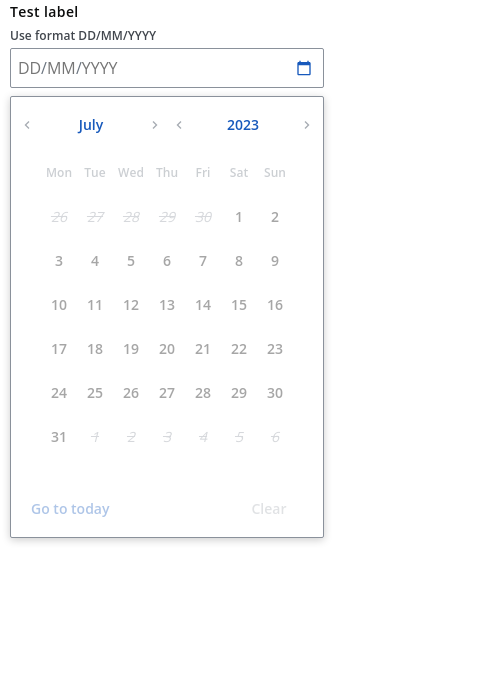 Test label
Use format DD/MM/YYYY
DD/MM/YYYY
July 2023
Mon Tue Wed Thu Fri Sat Sun
26 27 28 29 30 1 2
3 4 5 6 7 8 9
10 11 12 13 14 15 16
17 18 19 20 21 22 23
24 25 26 27 28 29 30
31 1 2 3 4 5 6
Go to today Clear